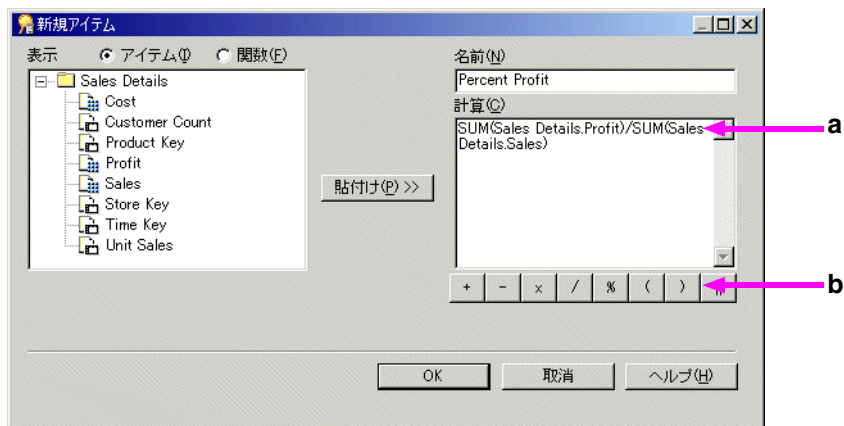 新規アイテム
表示 アイテム(I) 関数(F)
Sales Details
Cost
Customer Count
Product Key
Profit
Sales
Store Key
Time Key
Unit Sales
貼付け(P) >>
名前(N)
Percent Profit
計算(C)
SUM(Sales Details.Profit)/SUM(Sales
Details.Sales)
a
+ - x / % ( )
b
OK 取消 ヘルプ(H)